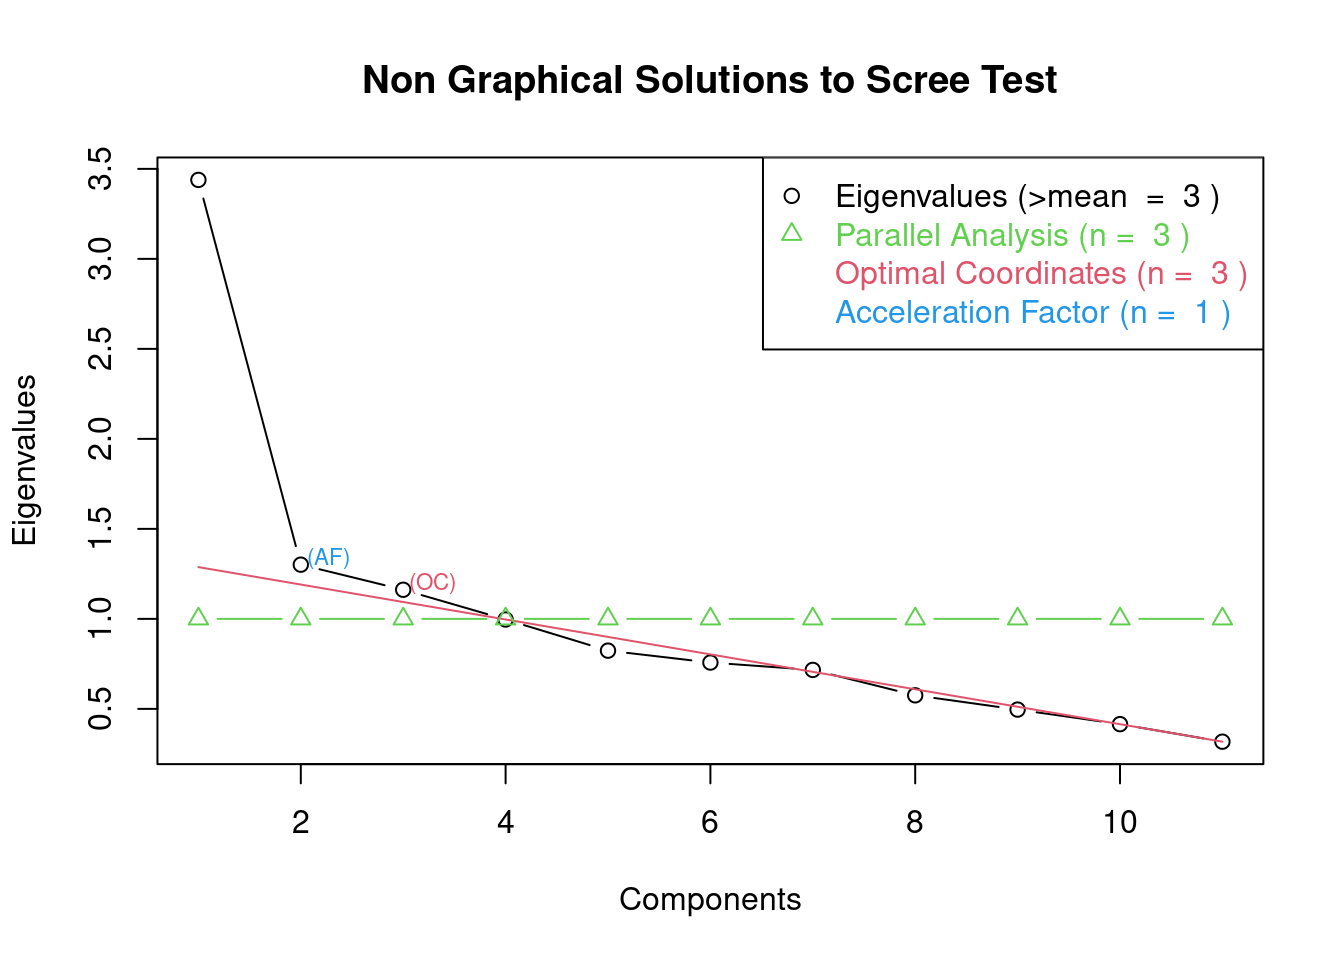 Non Graphical Solutions to Scree Test
3.5
3.0
2.5
2.0
1.5
1.0
0.5
Eigenvalues
Eigenvalues (>mean  =  3 )
Parallel Analysis (n =  3 )
Optimal Coordinates (n =  3 )
Acceleration Factor (n =  1 )
(AF)
(OC)
2 4 6 8 10
Components